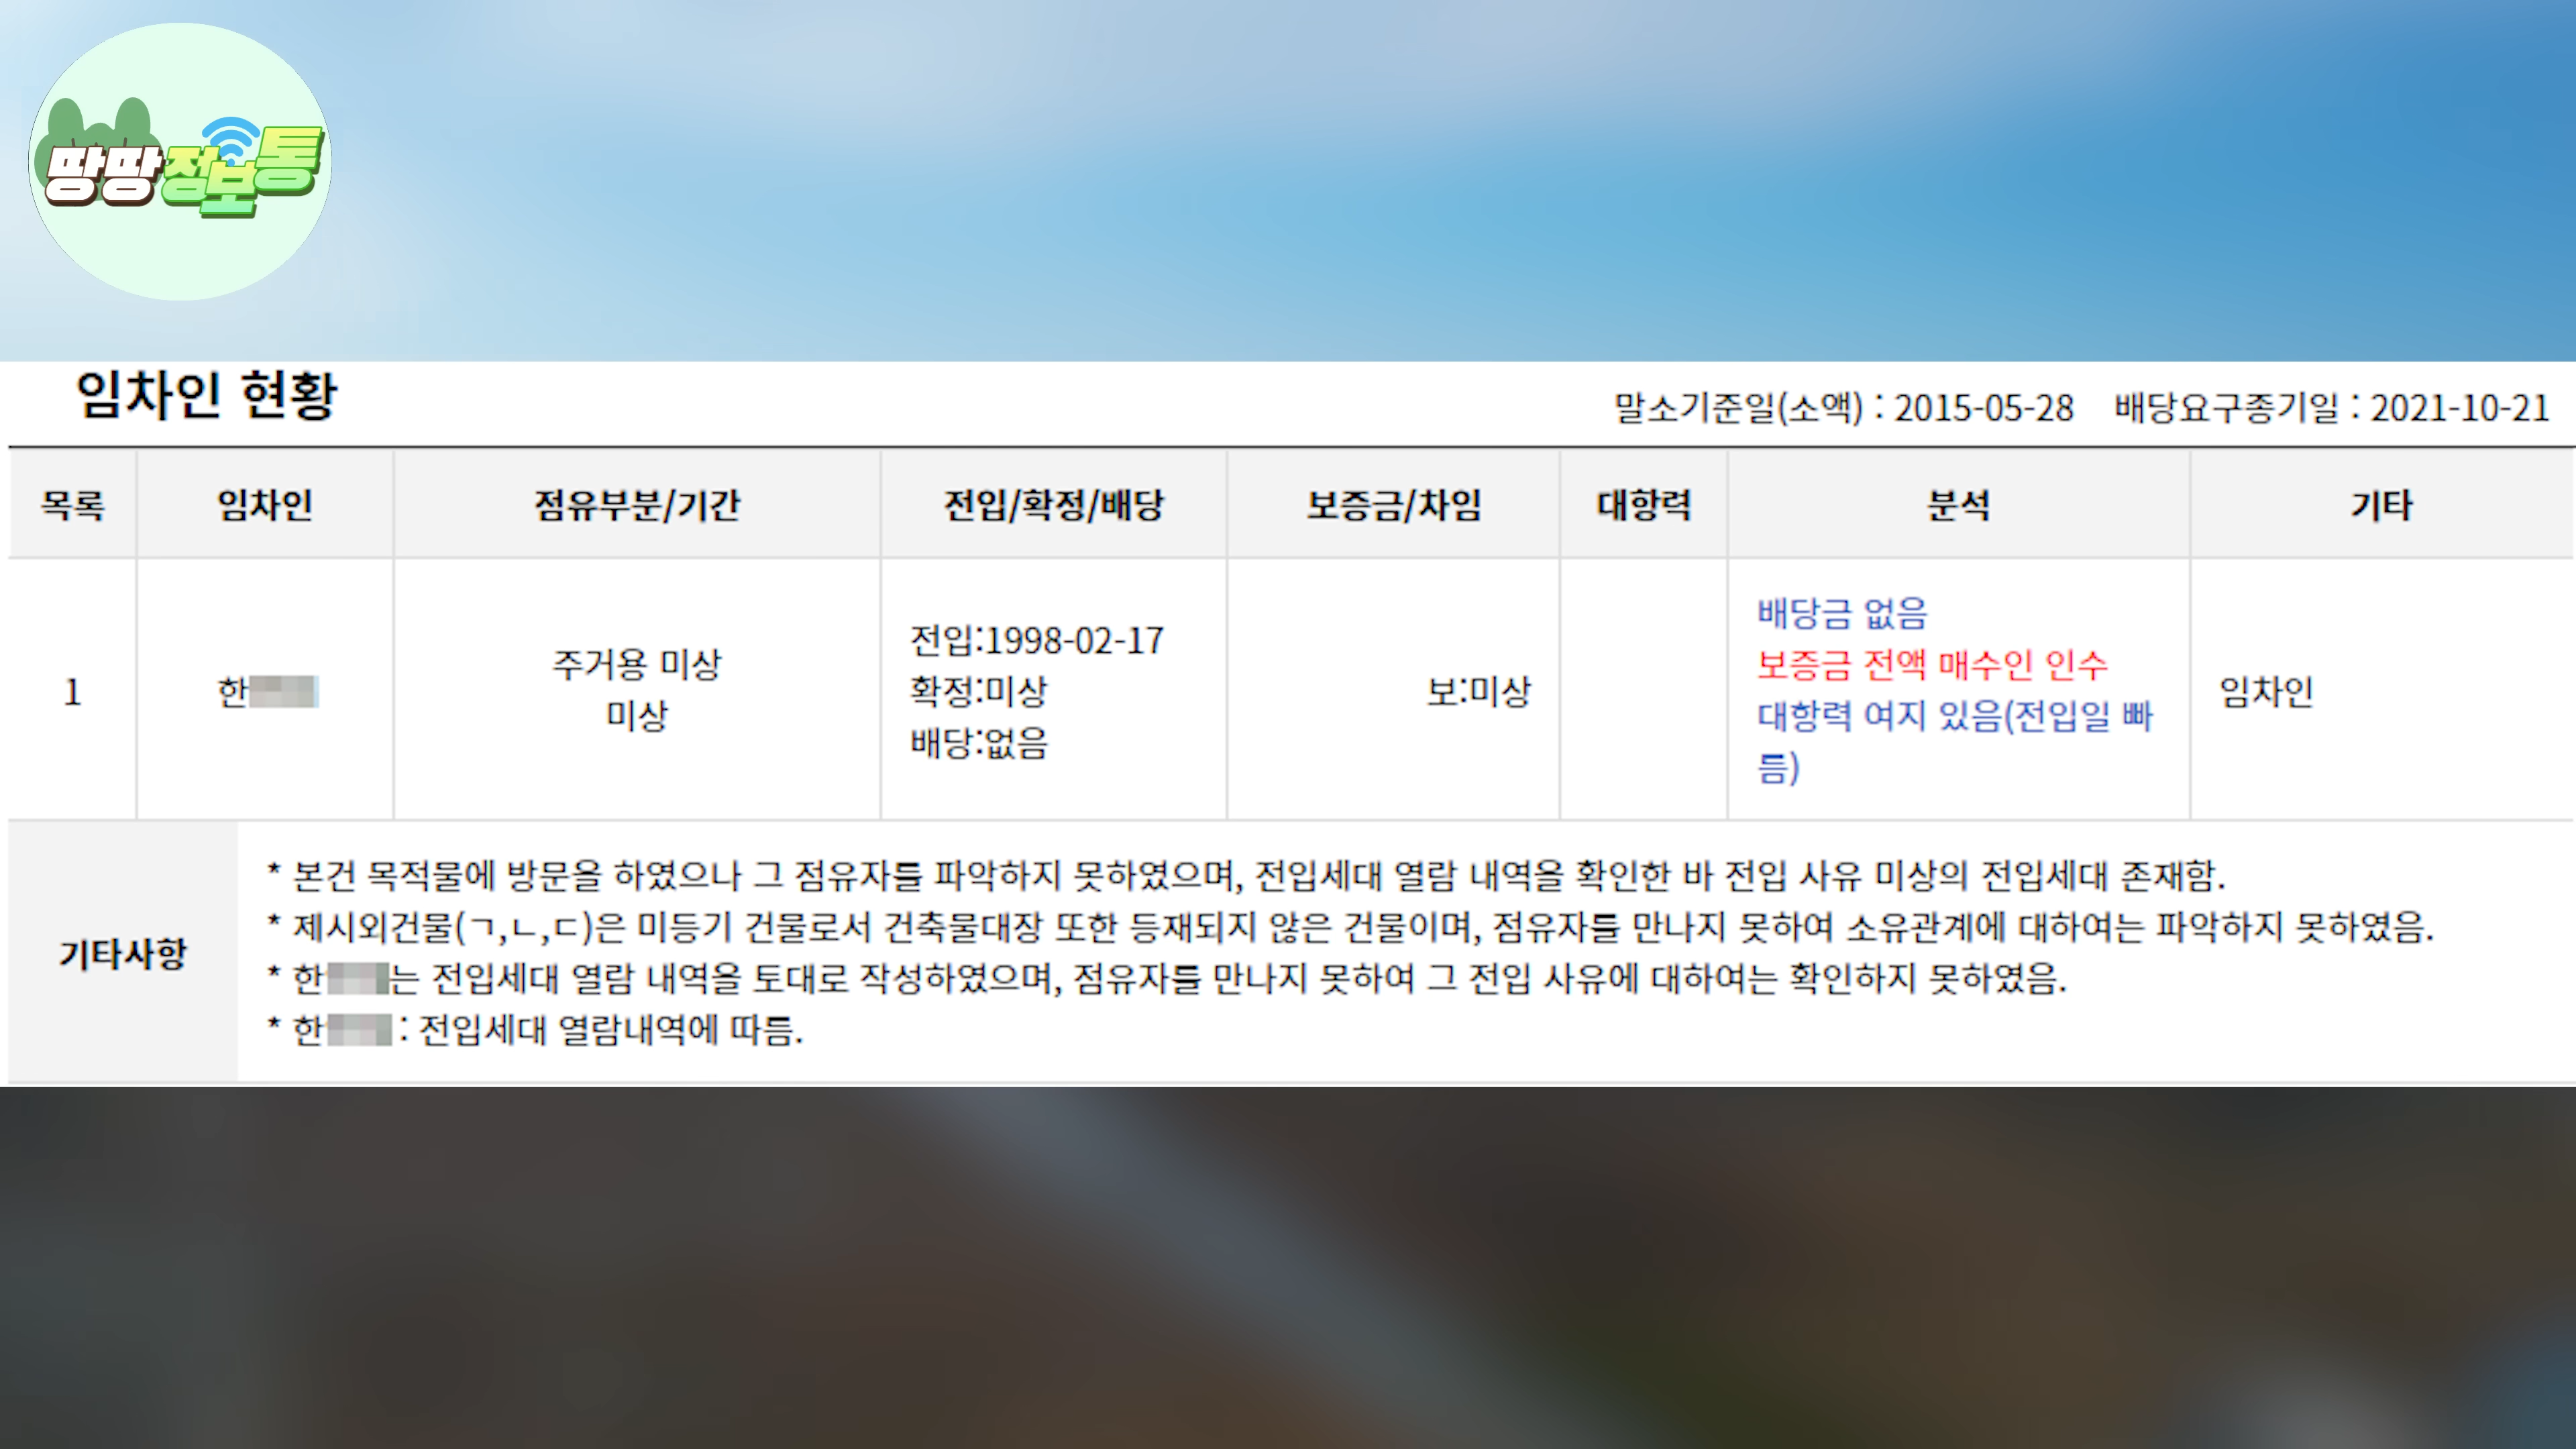 땅땅정보통
임차인 현황
말소기준일(소액) : 2015-05-28 배당요구종기일 : 2021-10-21
목록 임차인 점유부분/기간 전입/확정/배당 보증금/차임 대항력 분석 기타
1
한
주거용 미상
미상
전입:1998-02-17
확정:미상
배당:없음
보:미상
배당금 없음
보증금 전액 매수인 인수
대항력 여지 있음(전입일 빠
름)
임차인
기타사항
* 본건 목적물에 방문을 하였으나 그 점유자를 파악하지 못하였으며, 전입세대 열람 내역을 확인한 바 전입 사유 미상의 전입세대 존재함.
* 제시외건물(ㄱ,ㄴ,ㄷ)은 미등기 건물로서 건축물대장 또한 등재되지 않은 건물이며, 점유자를 만나지 못하여 소유관계에 대하여는 파악하지 못하였음.
* 한 는 전입세대 열람 내역을 토대로 작성하였으며, 점유자를 만나지 못하여 그 전입 사유에 대하여는 확인하지 못하였음.
* 한 : 전입세대 열람내역에 따름.